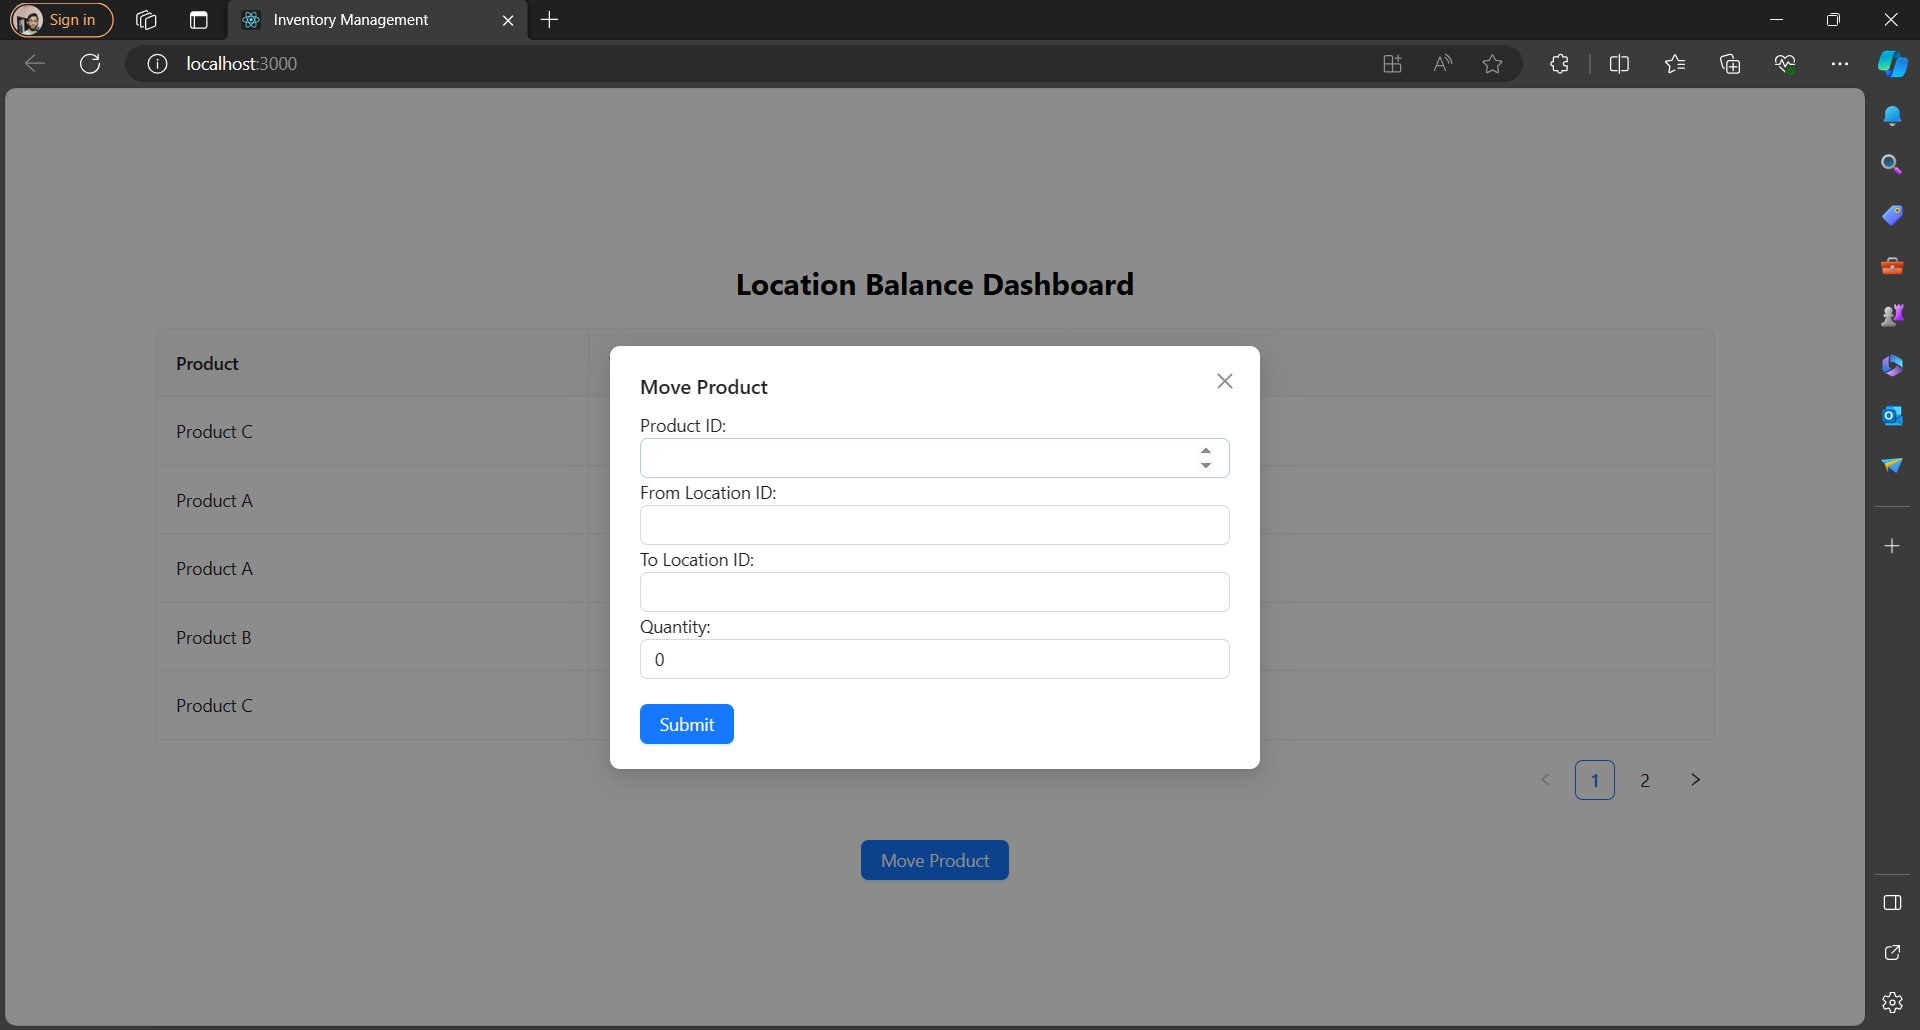 Sign in
Inventory Management
localhost:3000
Location Balance Dashboard
Product
Product C
Product A
Product A
Product B
Product C
Move Product
Product ID:
From Location ID:
To Location ID:
Quantity:
0
Submit
1 2
Move Product